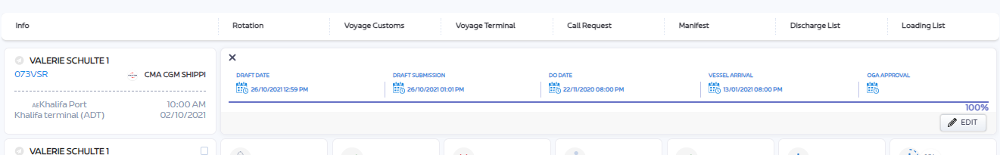 Info Rotation Voyage Customs Voyage Terminal Call Request Manifest Discharge List Loading List
VALERIE SCHULTE 1
073VSR CMA CGM SHIPPI
AEKhalifa Port 10:00 AM
Khalifa terminal (ADT) 02/10/2021
DRAFT DATE DRAFT SUBMISSION DO DATE VESSEL ARRIVAL OGA APPROVAL
26/10/2021 12:59 PM 26/10/2021 01:01 PM 22/11/2020 08:00 PM 13/01/2021 08:00 PM
100%
EDIT
VALERIE SCHULTE 1